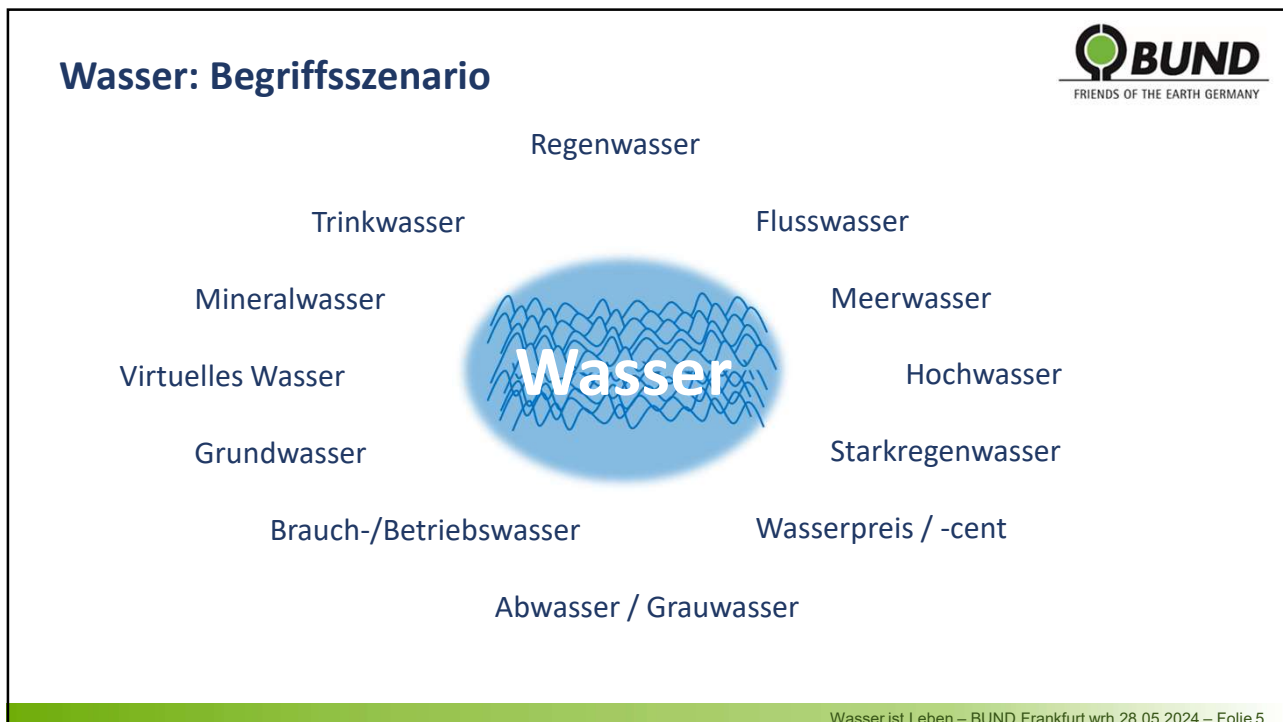 Wasser: Begriffsszenario
BUND
FRIENDS OF THE EARTH GERMANY
Regenwasser
Trinkwasser
Flusswasser
Mineralwasser
Meerwasser
Wasser
Virtuelles Wasser
Hochwasser
Grundwasser
Starkregenwasser
Brauch-/Betriebswasser
Wasserpreis / -cent
Abwasser / Grauwasser
Wasser ist Leben – BUND Frankfurt wrh 28.05.2024 – Folie 5